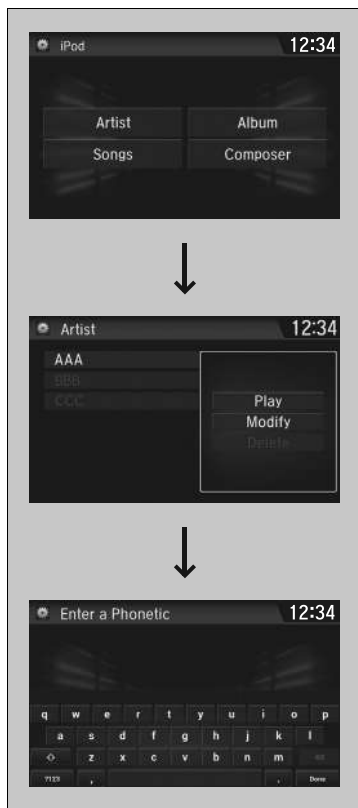 iPod 12:34
Artist Album
Songs Composer
Artist 12:34
AAA
BBB
CCC
Play
Modify
Delete
Enter a Phonetic 12:34
q w e r t y u i o p
a s d f g h j k l
z x c v b n m
?123 , . Done